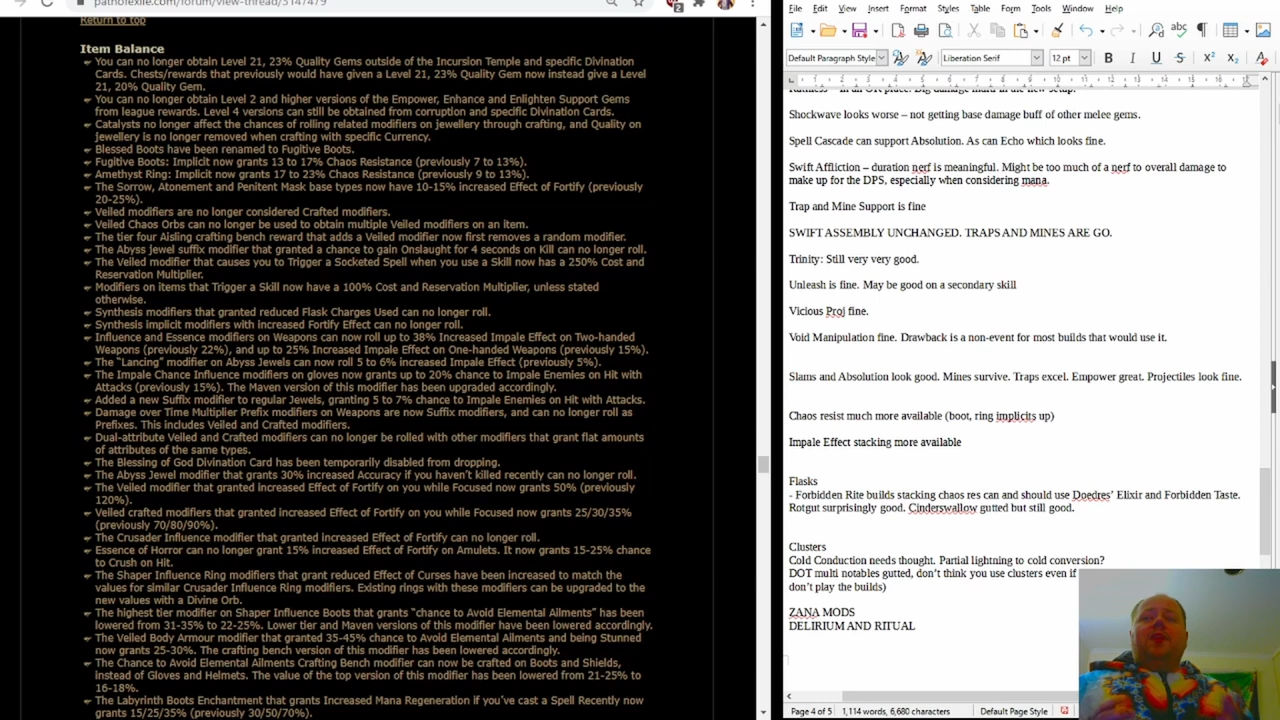 pathofexile.com/forum/view-thread/3147479
Return to top
Item Balance
You can no longer obtain Level 21, 23% Quality Gems outside of the Incursion Temple and specific Divination
Cards. Chests/rewards that previously would have given a Level 21, 23% Quality Gem now instead give a Level
21, 20% Quality Gem.
You can no longer obtain Level 2 and higher versions of the Empower, Enhance and Enlighten Support Gems
from league rewards. Level 4 versions can still be obtained from corruption and specific Divination Cards.
Catalysts no longer affect the chances of rolling related modifiers on jewellery through crafting, and Quality on
jewellery is no longer removed when crafting with specific Currency.
Blessed Boots have been renamed to Fugitive Boots.
Fugitive Boots: Implicit now grants 13 to 17% Chaos Resistance (previously 7 to 13%).
Amethyst Ring: Implicit now grants 17 to 23% Chaos Resistance (previously 9 to 13%).
The Sorrow, Atonement and Penitent Mask base types now have 10-15% increased Effect of Fortify (previously
20-25%).
Veiled modifiers are no longer considered Crafted modifiers.
Veiled Chaos Orbs can no longer be used to obtain multiple Veiled modifiers on an item.
The tier four Aisling crafting bench reward that adds a Veiled modifier now first removes a random modifier.
The Abyss Jewel suffix modifier that granted a chance to gain Onslaught for 4 seconds on Kill can no longer roll.
The Veiled modifier that causes you to Trigger a Socketed Spell when you use a Skill now has a 250% Cost and
Reservation Multiplier.
Modifiers on items that Trigger a Skill now have a 100% Cost and Reservation Multiplier, unless stated
otherwise.
Synthesis modifiers that granted reduced Flask Charges Used can no longer roll.
Synthesis implicit modifiers with increased Fortify Effect can no longer roll.
Influence and Essence modifiers on Weapons can now roll up to 38% Increased Impale Effect on Two-handed
Weapons (previously 22%), and up to 25% Increased Impale Effect on One-handed Weapons (previously 15%).
The "Lancing" modifier on Abyss Jewels can now roll 5 to 6% increased Impale Effect (previously 5%).
The Impale Chance Influence modifiers on gloves now grants up to 20% chance to Impale Enemies on Hit with
Attacks (previously 15%). The Maven version of this modifier has been upgraded accordingly.
Added a new Suffix modifier to regular Jewels, granting 5 to 7% chance to Impale Enemies on Hit with Attacks.
Damage over Time Multiplier Prefix modifiers on Weapons are now Suffix modifiers, and can no longer roll as
Prefixes. This includes Veiled and Crafted modifiers.
Dual-attribute Veiled and Crafted modifiers can no longer be rolled with other modifiers that grant flat amounts
of attributes of the same types.
The Blessing of God Divination Card has been temporarily disabled from dropping.
The Abyss Jewel modifier that grants 30% increased Accuracy if you haven't killed recently can no longer roll.
The Veiled modifier that granted increased Effect of Fortify on you while Focused now grants 50% (previously
120%).
Veiled crafted modifiers that granted increased Effect of Fortify on you while Focused now grants 25/30/35%
(previously 70/80/90%).
The Crusader Influence modifier that granted increased Effect of Fortify can no longer roll.
Essence of Horror can no longer grant 15% increased Effect of Fortify on Amulets. It now grants 15-25% chance
to Crush on Hit.
The Shaper Influence Ring modifiers that grant reduced Effect of Curses have been increased to match the
values for similar Crusader Influence Ring modifiers. Existing rings with these modifiers can be upgraded to the
new values with a Divine Orb.
The highest tier modifier on Shaper Influence Boots that grants "chance to Avoid Elemental Ailments" has been
lowered from 31-35% to 22-25%. Lower tier and Maven versions of this modifier have been lowered accordingly.
The Veiled Body Armour modifier that granted 35-45% chance to Avoid Elemental Ailments and being Stunned
now grants 25-30%. The crafting bench version of this modifier has been lowered accordingly.
The Chance to Avoid Elemental Ailments Crafting Bench modifier can now be crafted on Boots and Shields,
instead of Gloves and Helmets. The value of the top version of this modifier has been lowered from 21-25% to
16-18%.
The Labyrinth Boots Enchantment that grants Increased Mana Regeneration if you've cast a Spell Recently now
grants 15/25/35% (previously 30/50/70%).
File Edit View Insert Format Styles Table Form Tools Window Help
Default Paragraph Style Liberation Serif 12 pt
Shockwave looks worse – not getting base damage buff of other melee gems.
Spell Cascade can support Absolution. As can Echo which looks fine.
Swift Affliction – duration nerf is meaningful. Might be too much of a nerf to overall damage to
make up for the DPS, especially when considering mana.
Trap and Mine Support is fine
SWIFT ASSEMBLY UNCHANGED. TRAPS AND MINES ARE GO.
Trinity: Still very very good.
Unleash is fine. May be good on a secondary skill
Vicious Proj fine.
Void Manipulation fine. Drawback is a non-event for most builds that would use it.
Slams and Absolution look good. Mines survive. Traps excel. Empower great. Projectiles look fine.
Chaos resist much more available (boot, ring implicits up)
Impale Effect stacking more available
Flasks
- Forbidden Rite builds stacking chaos res can and should use Doedres' Elixir and Forbidden Taste.
Rotgut surprisingly good. Cinderswallow gutted but still good.
Clusters
Cold Conduction needs thought. Partial lightning to cold conversion?
DOT multi notables gutted, don't think you use clusters even if
don't play the builds)
ZANA MODS
DELIRIUM AND RITUAL
Page 4 of 5 1,114 words, 6,680 characters Default Page Style